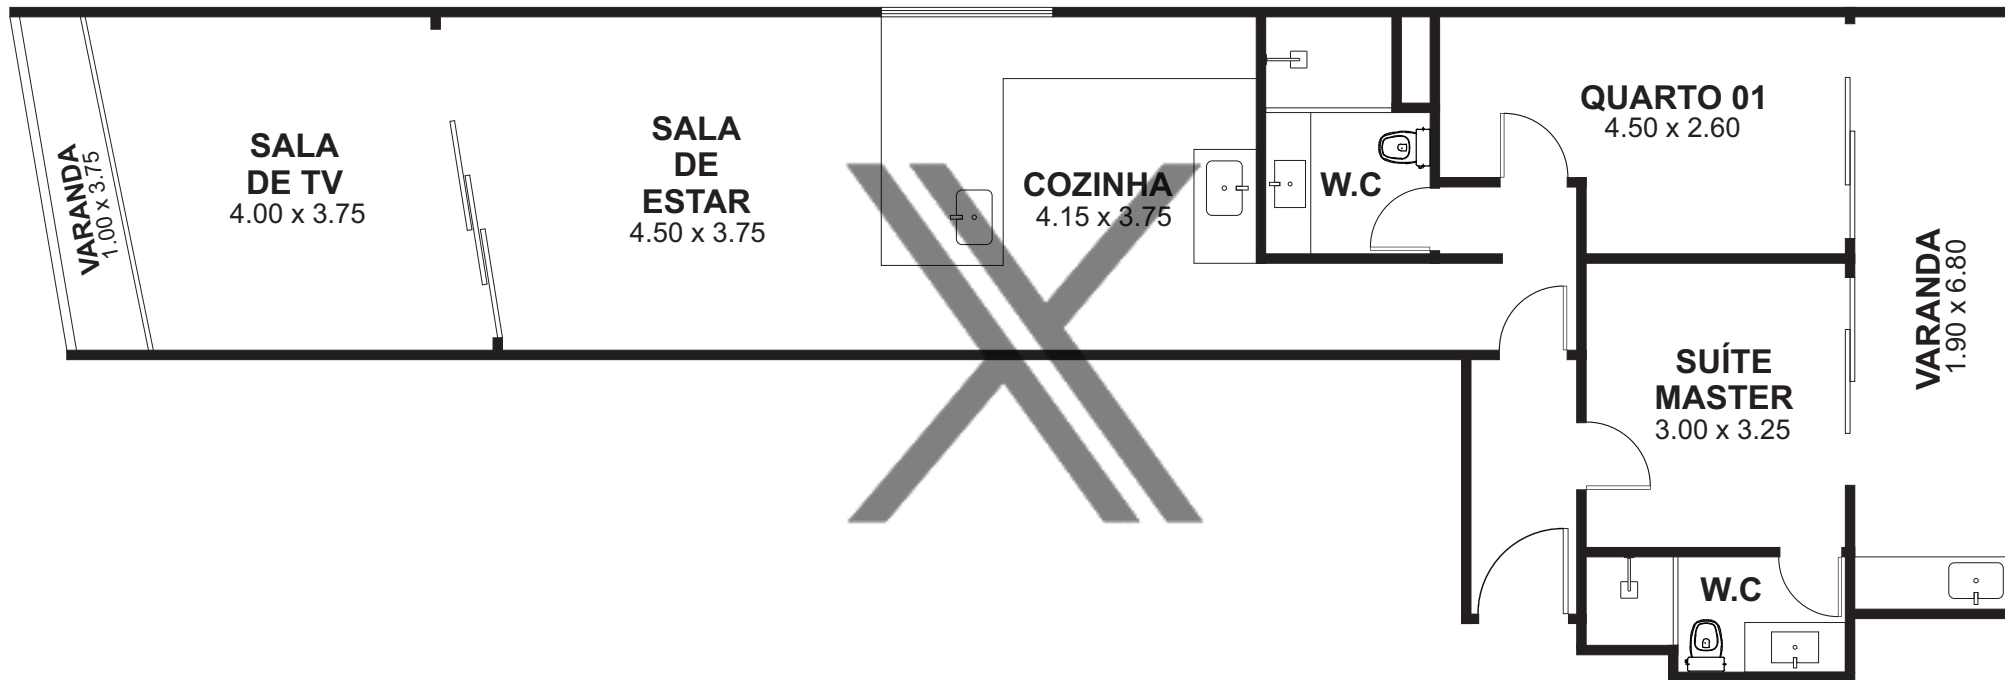 VARANDA
1.00 x 3.75
SALA
DE TV
4.00 x 3.75
SALA
DE
ESTAR
4.50 x 3.75
COZINHA
4.15 x 3.75
W.C
QUARTO 01
4.50 x 2.60
SUÍTE
MASTER
3.00 x 3.25
VARANDA
1.90 x 6.80
W.C